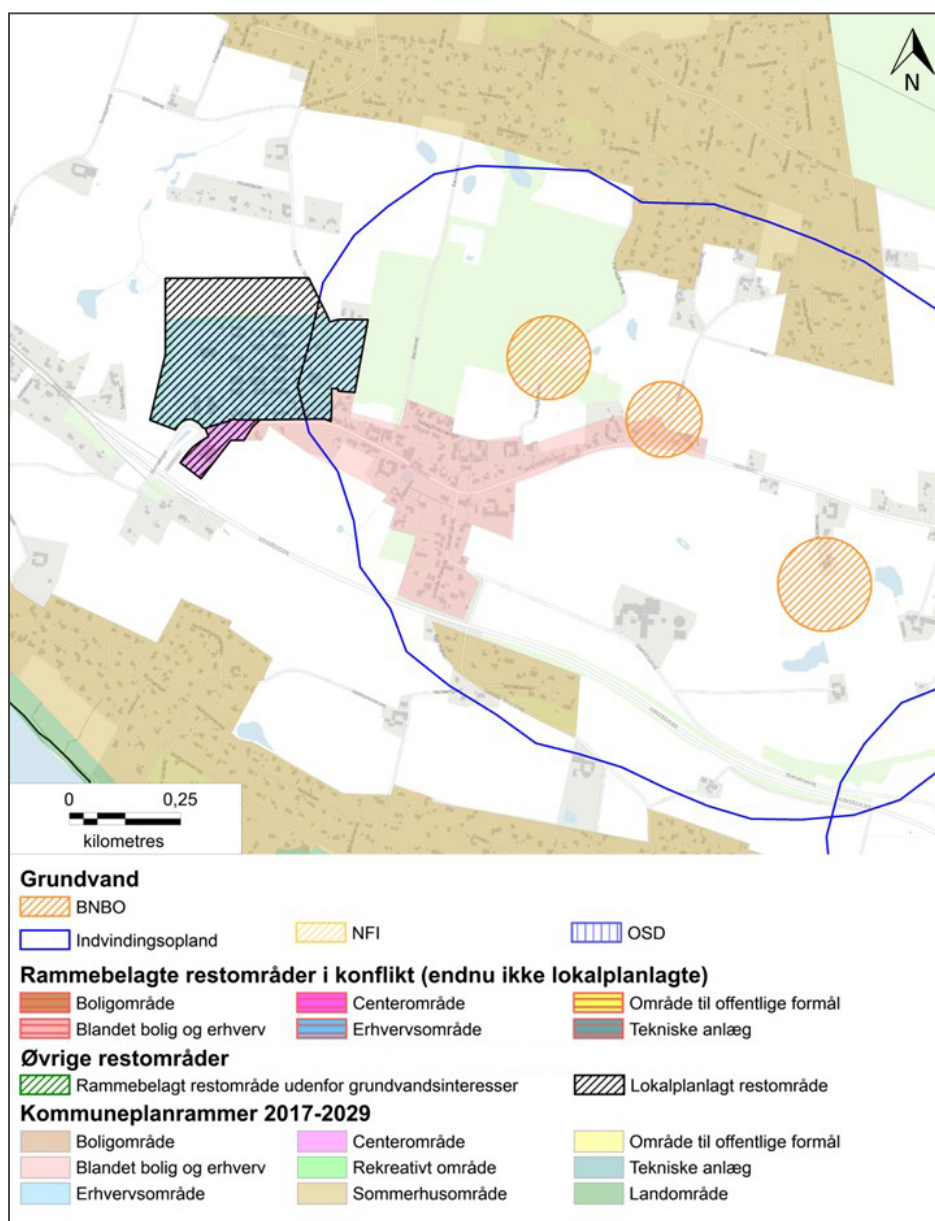 N
0 0,25
kilometres
Grundvand
BNBO
Indvindingsopland NFI OSD
Rammebelagte restområder i konflikt (endnu ikke lokalplanlagte)
Boligområde Centerområde Område til offentlige formål
Blandet bolig og erhverv Erhvervsområde Tekniske anlæg
Øvrige restområder
Rammebelagt restområde udenfor grundvandsinteresser Lokalplanlagt restområde
Kommuneplanrammer 2017-2029
Boligområde Centerområde Område til offentlige formål
Blandet bolig og erhverv Rekreativt område Tekniske anlæg
Erhvervsområde Sommerhusområde Landområde